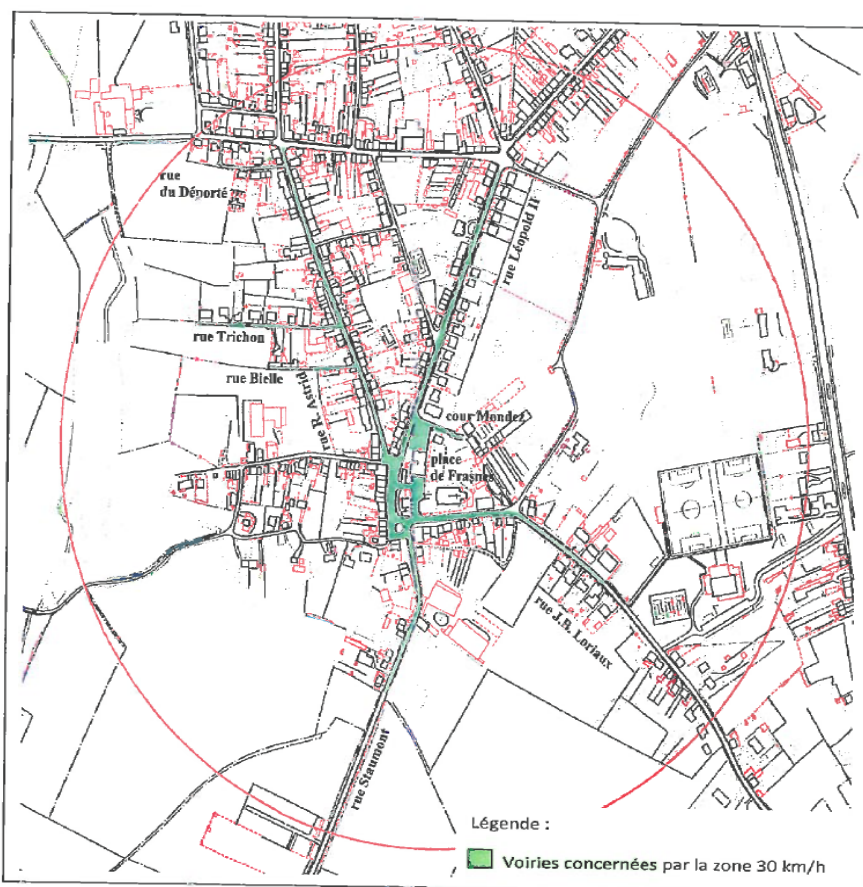 rue
du Déporté
rue Léopold II
rue Trichon
rue Bielle
rue R. Astrid
cour Mondez
place
de Frasnes
rue J.B. Loriaux
rue Staumont
Légende :
Voiries concernées par la zone 30 km/h